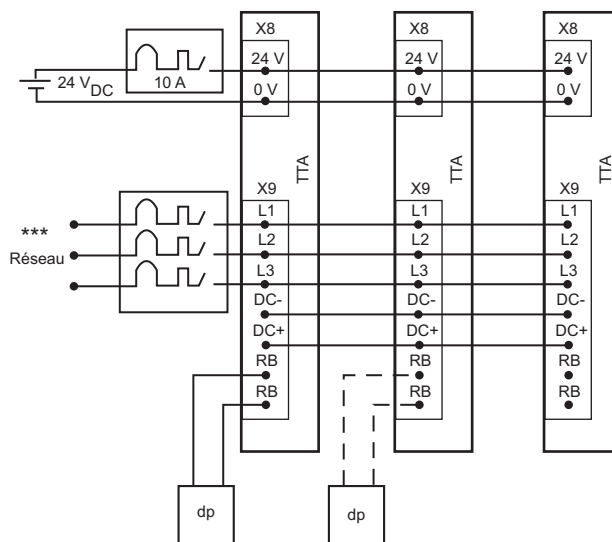 X8 X8 X8
24 V 24 V 24 V
24 V DC 10 A
0 V 0 V 0 V
TTA TTA TTA
X9 X9 X9
L1 L1 L1
***
L2 L2 L2
Réseau
L3 L3 L3
DC- DC- DC-
DC+ DC+ DC+
RB RB RB
RB RB RB
dp dp